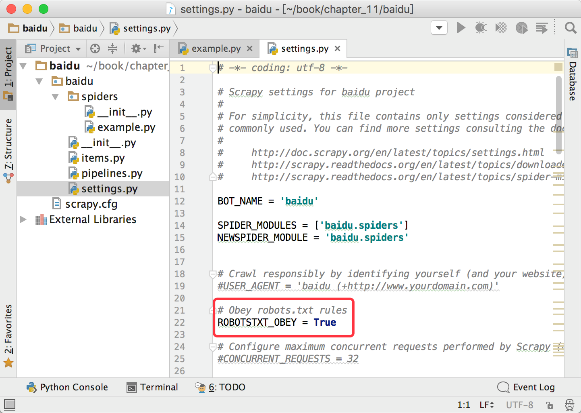 settings.py - baidu - [~/book/chapter_11/baidu]
baidu
baidu
settings.py
1: Project
Project
example.py
settings.py
baidu ~/book/chapter_
baidu
spiders
__init__.py
example.py
__init__.py
items.py
pipelines.py
settings.py
scrapy.cfg
External Libraries
Z: Structure
2: Favorites
Database
1 # -*- coding: utf-8 -*-
2
3 # Scrapy settings for baidu project
4 #
5 # For simplicity, this file contains only settings considered
6 # commonly used. You can find more settings consulting the do
7 #
8 #     http://doc.scrapy.org/en/latest/topics/settings.html
9 #     http://scrapy.readthedocs.org/en/latest/topics/downloade
10 #     http://scrapy.readthedocs.org/en/latest/topics/spider-m
11
12 BOT_NAME = 'baidu'
13
14 SPIDER_MODULES = ['baidu.spiders']
15 NEWSPIDER_MODULE = 'baidu.spiders'
16
17
18 # Crawl responsibly by identifying yourself (and your website
19 #USER_AGENT = 'baidu (+http://www.yourdomain.com)'
20
21 # Obey robots.txt rules
22 ROBOTSTXT_OBEY = True
23
24 # Configure maximum concurrent requests performed by Scrapy (
25 #CONCURRENT_REQUESTS = 32
26
Python Console
Terminal
6: TODO
Event Log
1:1 LF UTF-8